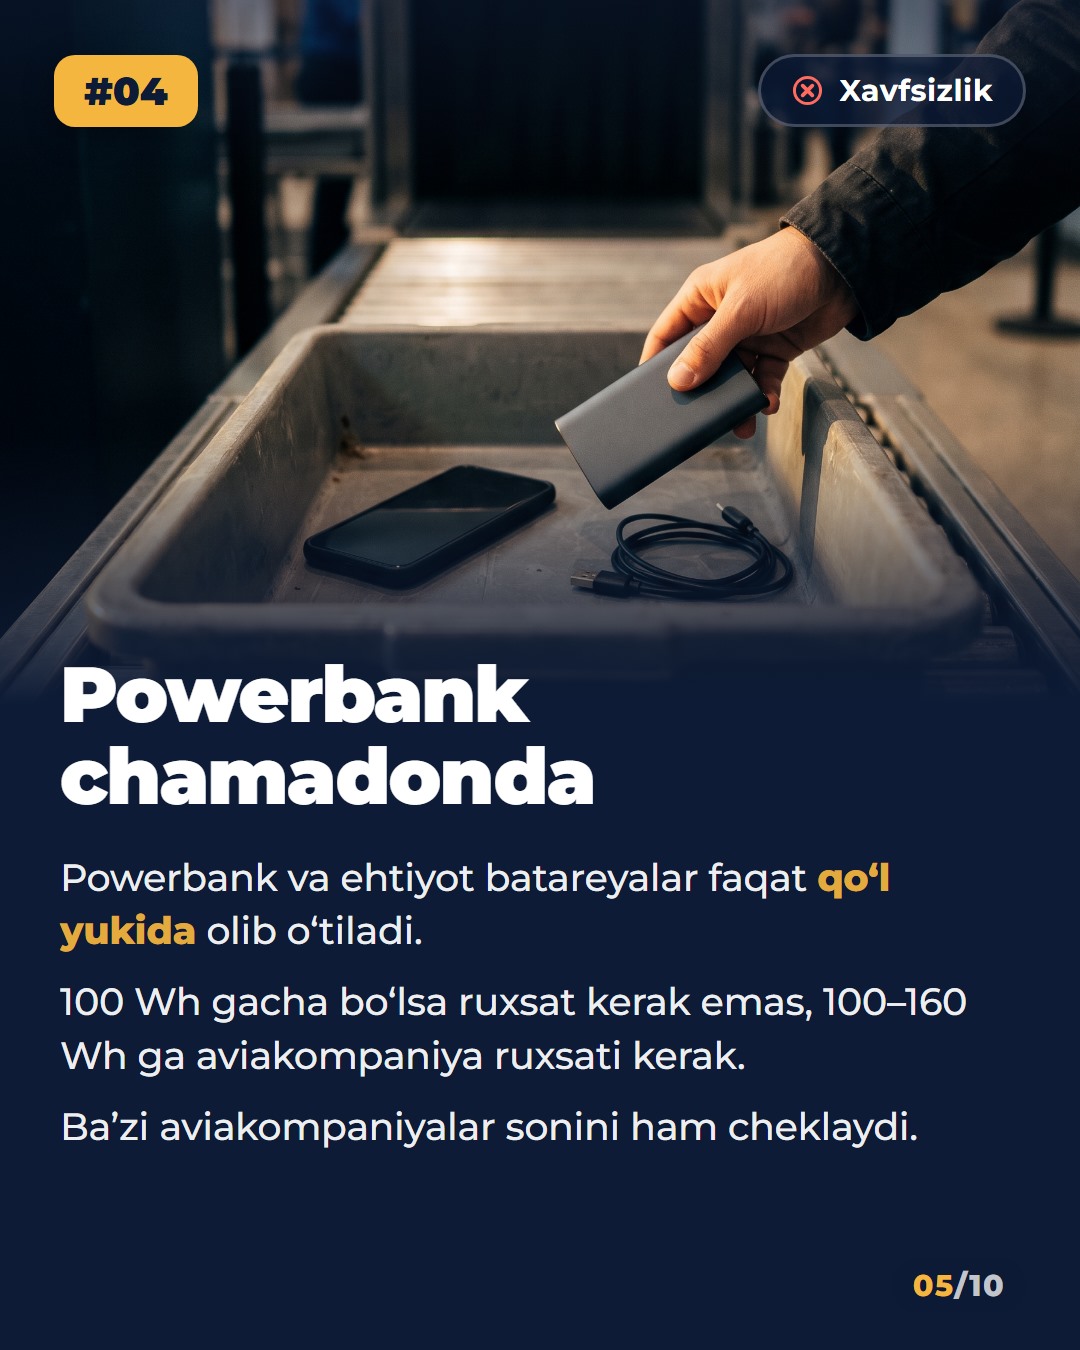 #04
Xavfsizlik
Powerbank
chamadonda
Powerbank va ehtiyot batareyalar faqat qo‘l
yukida olib o‘tiladi.
100 Wh gacha bo‘lsa ruxsat kerak emas, 100–160
Wh ga aviakompaniya ruxsati kerak.
Ba’zi aviakompaniyalar sonini ham cheklaydi.
05/10